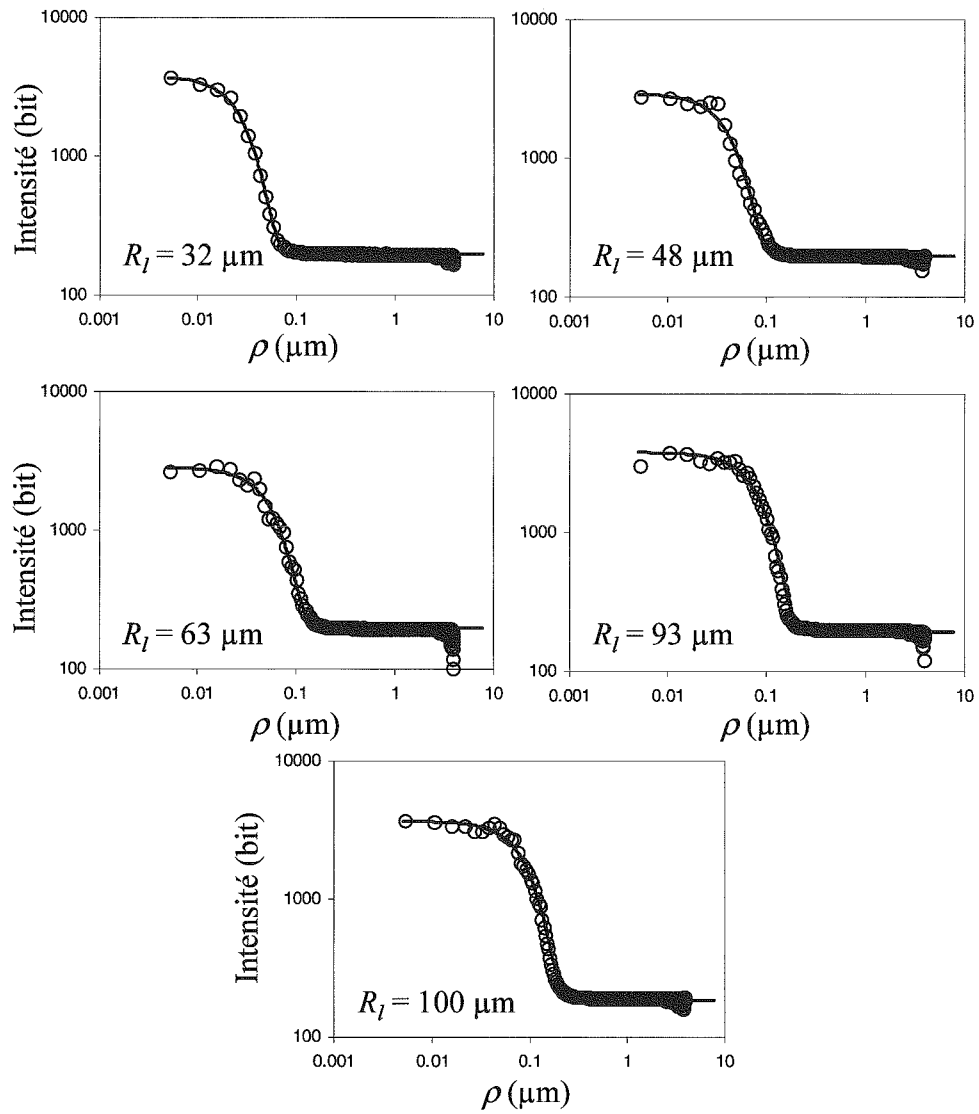 10000
1000
100
0.001 0.01 0.1 1 10
Intensité (bit)
ρ (µm)
R_l = 32 µm
10000
1000
100
0.001 0.01 0.1 1 10
Intensité (bit)
ρ (µm)
R_l = 48 µm
10000
1000
100
0.001 0.01 0.1 1 10
Intensité (bit)
ρ (µm)
R_l = 63 µm
10000
1000
100
0.001 0.01 0.1 1 10
Intensité (bit)
ρ (µm)
R_l = 93 µm
10000
1000
100
0.001 0.01 0.1 1 10
Intensité (bit)
ρ (µm)
R_l = 100 µm